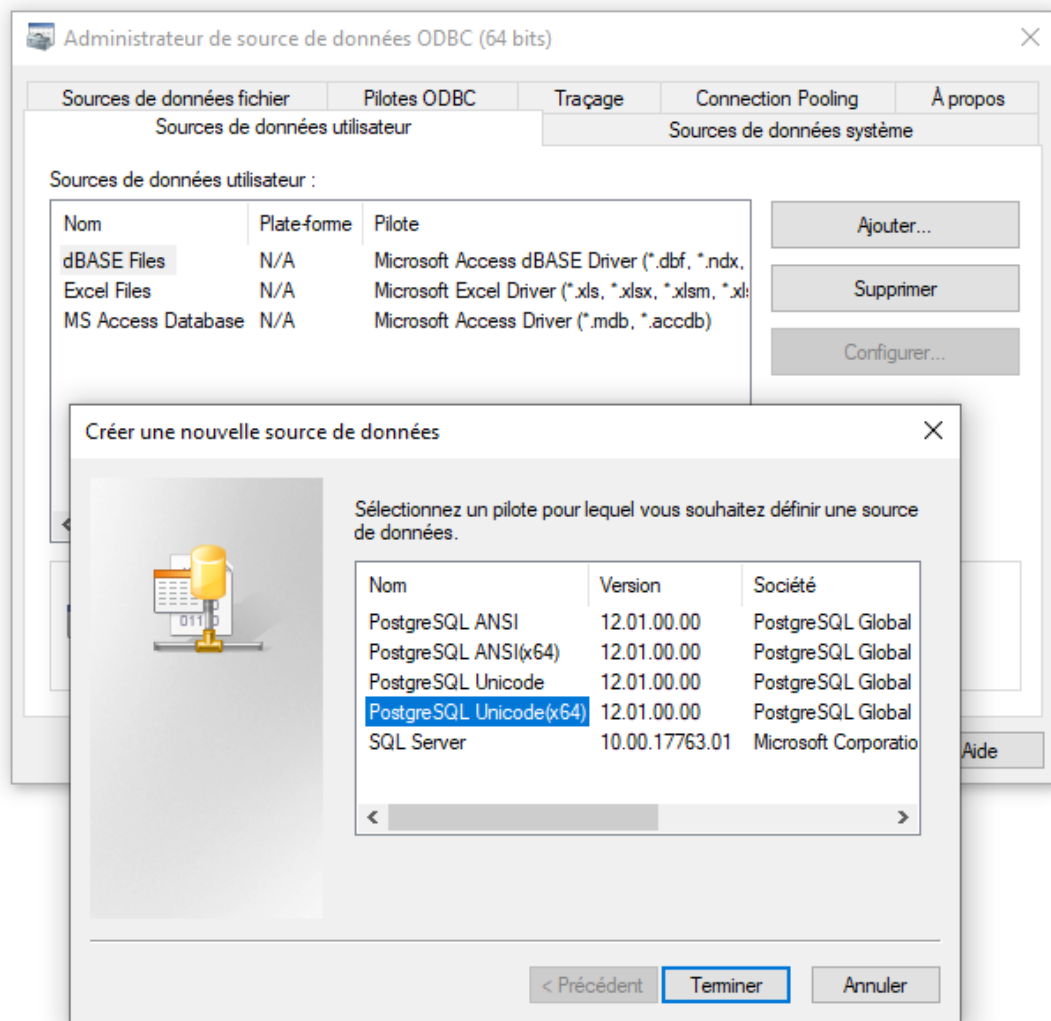 Administrateur de source de données ODBC (64 bits)
Sources de données fichier Pilotes ODBC Traçage Connection Pooling À propos
Sources de données utilisateur Sources de données système
Sources de données utilisateur :
Nom Plate-forme Pilote
dBASE Files N/A Microsoft Access dBASE Driver (*.dbf, *.ndx,
Excel Files N/A Microsoft Excel Driver (*.xls, *.xlsx, *.xlsm, *.xl
MS Access Database N/A Microsoft Access Driver (*.mdb, *.accdb)
Ajouter...
Supprimer
Configurer...
Créer une nouvelle source de données
Sélectionnez un pilote pour lequel vous souhaitez définir une source
de données.
Nom Version Société
PostgreSQL ANSI 12.01.00.00 PostgreSQL Global
PostgreSQL ANSI(x64) 12.01.00.00 PostgreSQL Global
PostgreSQL Unicode 12.01.00.00 PostgreSQL Global
PostgreSQL Unicode(x64) 12.01.00.00 PostgreSQL Global
SQL Server 10.00.17763.01 Microsoft Corporatio
Aide
< Précédent Terminer Annuler